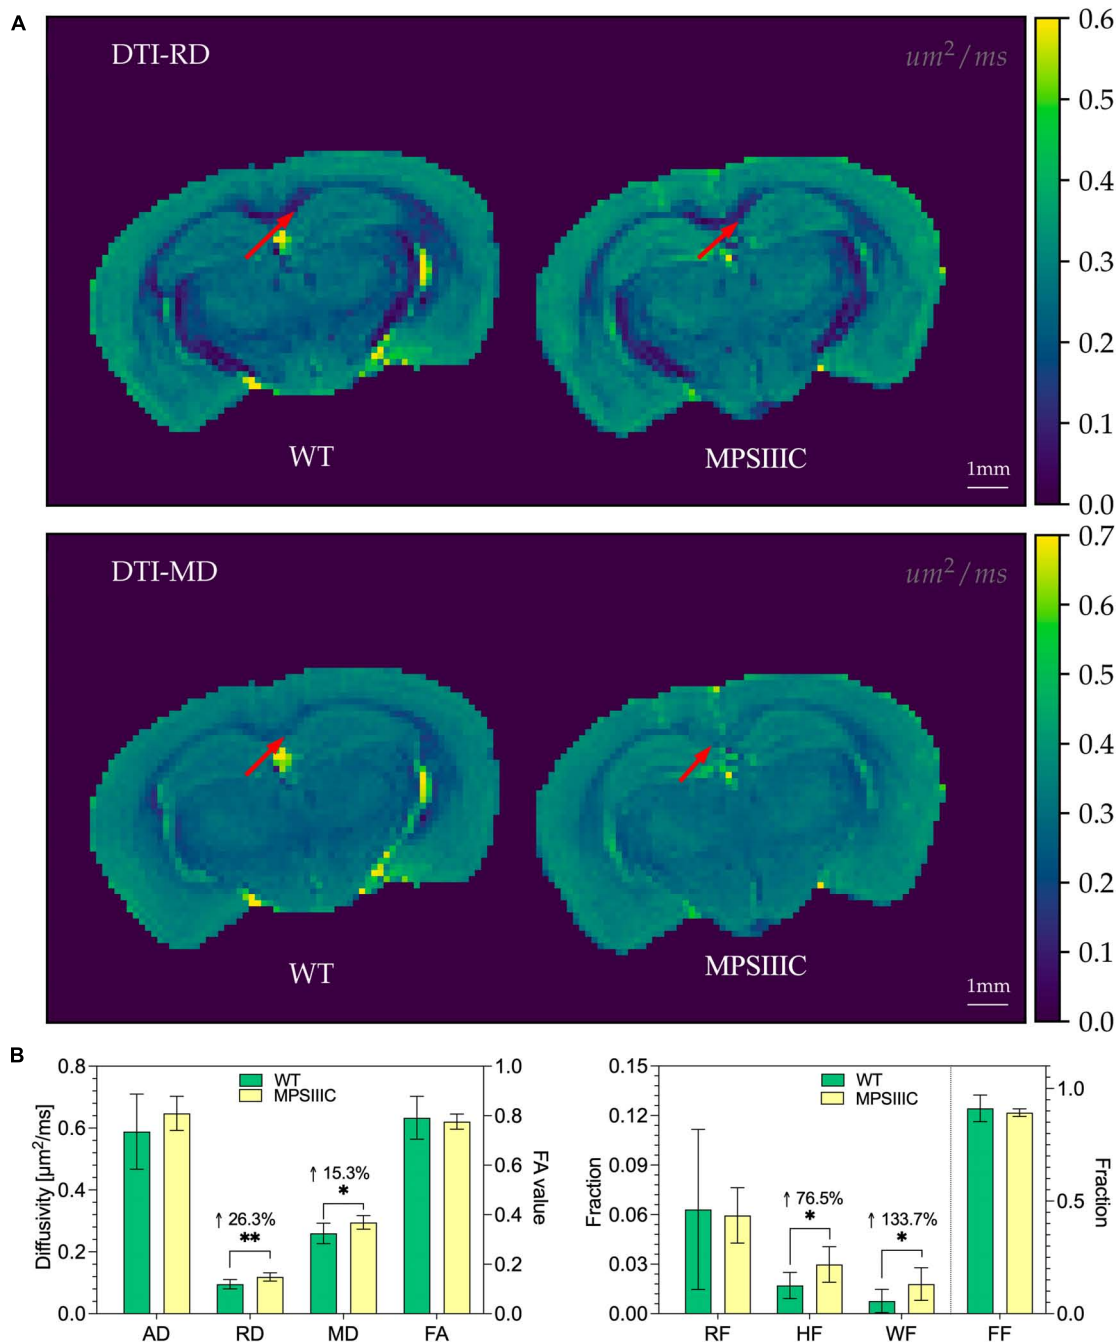 A
DTI-RD
um²/ms
0.6
0.5
0.4
0.3
0.2
0.1
0.0
WT
MPSIIIC
1mm
DTI-MD
um²/ms
0.7
0.6
0.5
0.4
0.3
0.2
0.1
0.0
WT
MPSIIIC
1mm
B
Diffusivity [µm²/ms]
0.8
0.6
0.4
0.2
0.0
WT
MPSIIIC
↑ 26.3%
**
↑ 15.3%
*
1.0
0.8
0.6
0.4
0.2
0.0
FA value
AD RD MD FA
Fraction
0.15
0.12
0.09
0.06
0.03
0.00
WT
MPSIIIC
↑ 76.5%
*
↑ 133.7%
*
1.0
0.5
0.0
Fraction
RF HF WF FF